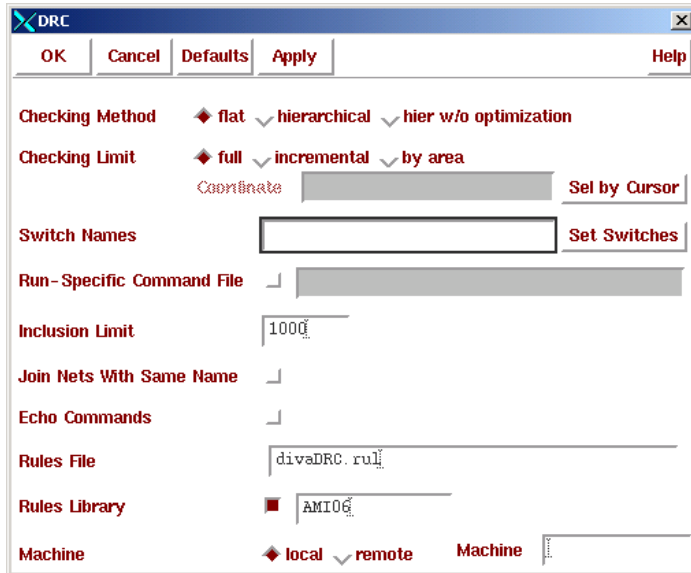 DRC
OK Cancel Defaults Apply Help
Checking Method flat hierarchical hier w/o optimization
Checking Limit full incremental by area
Coordinate Sel by Cursor
Switch Names Set Switches
Run-Specific Command File
Inclusion Limit 1000
Join Nets With Same Name
Echo Commands
Rules File divaDRC.rul
Rules Library AMI06
Machine local remote Machine